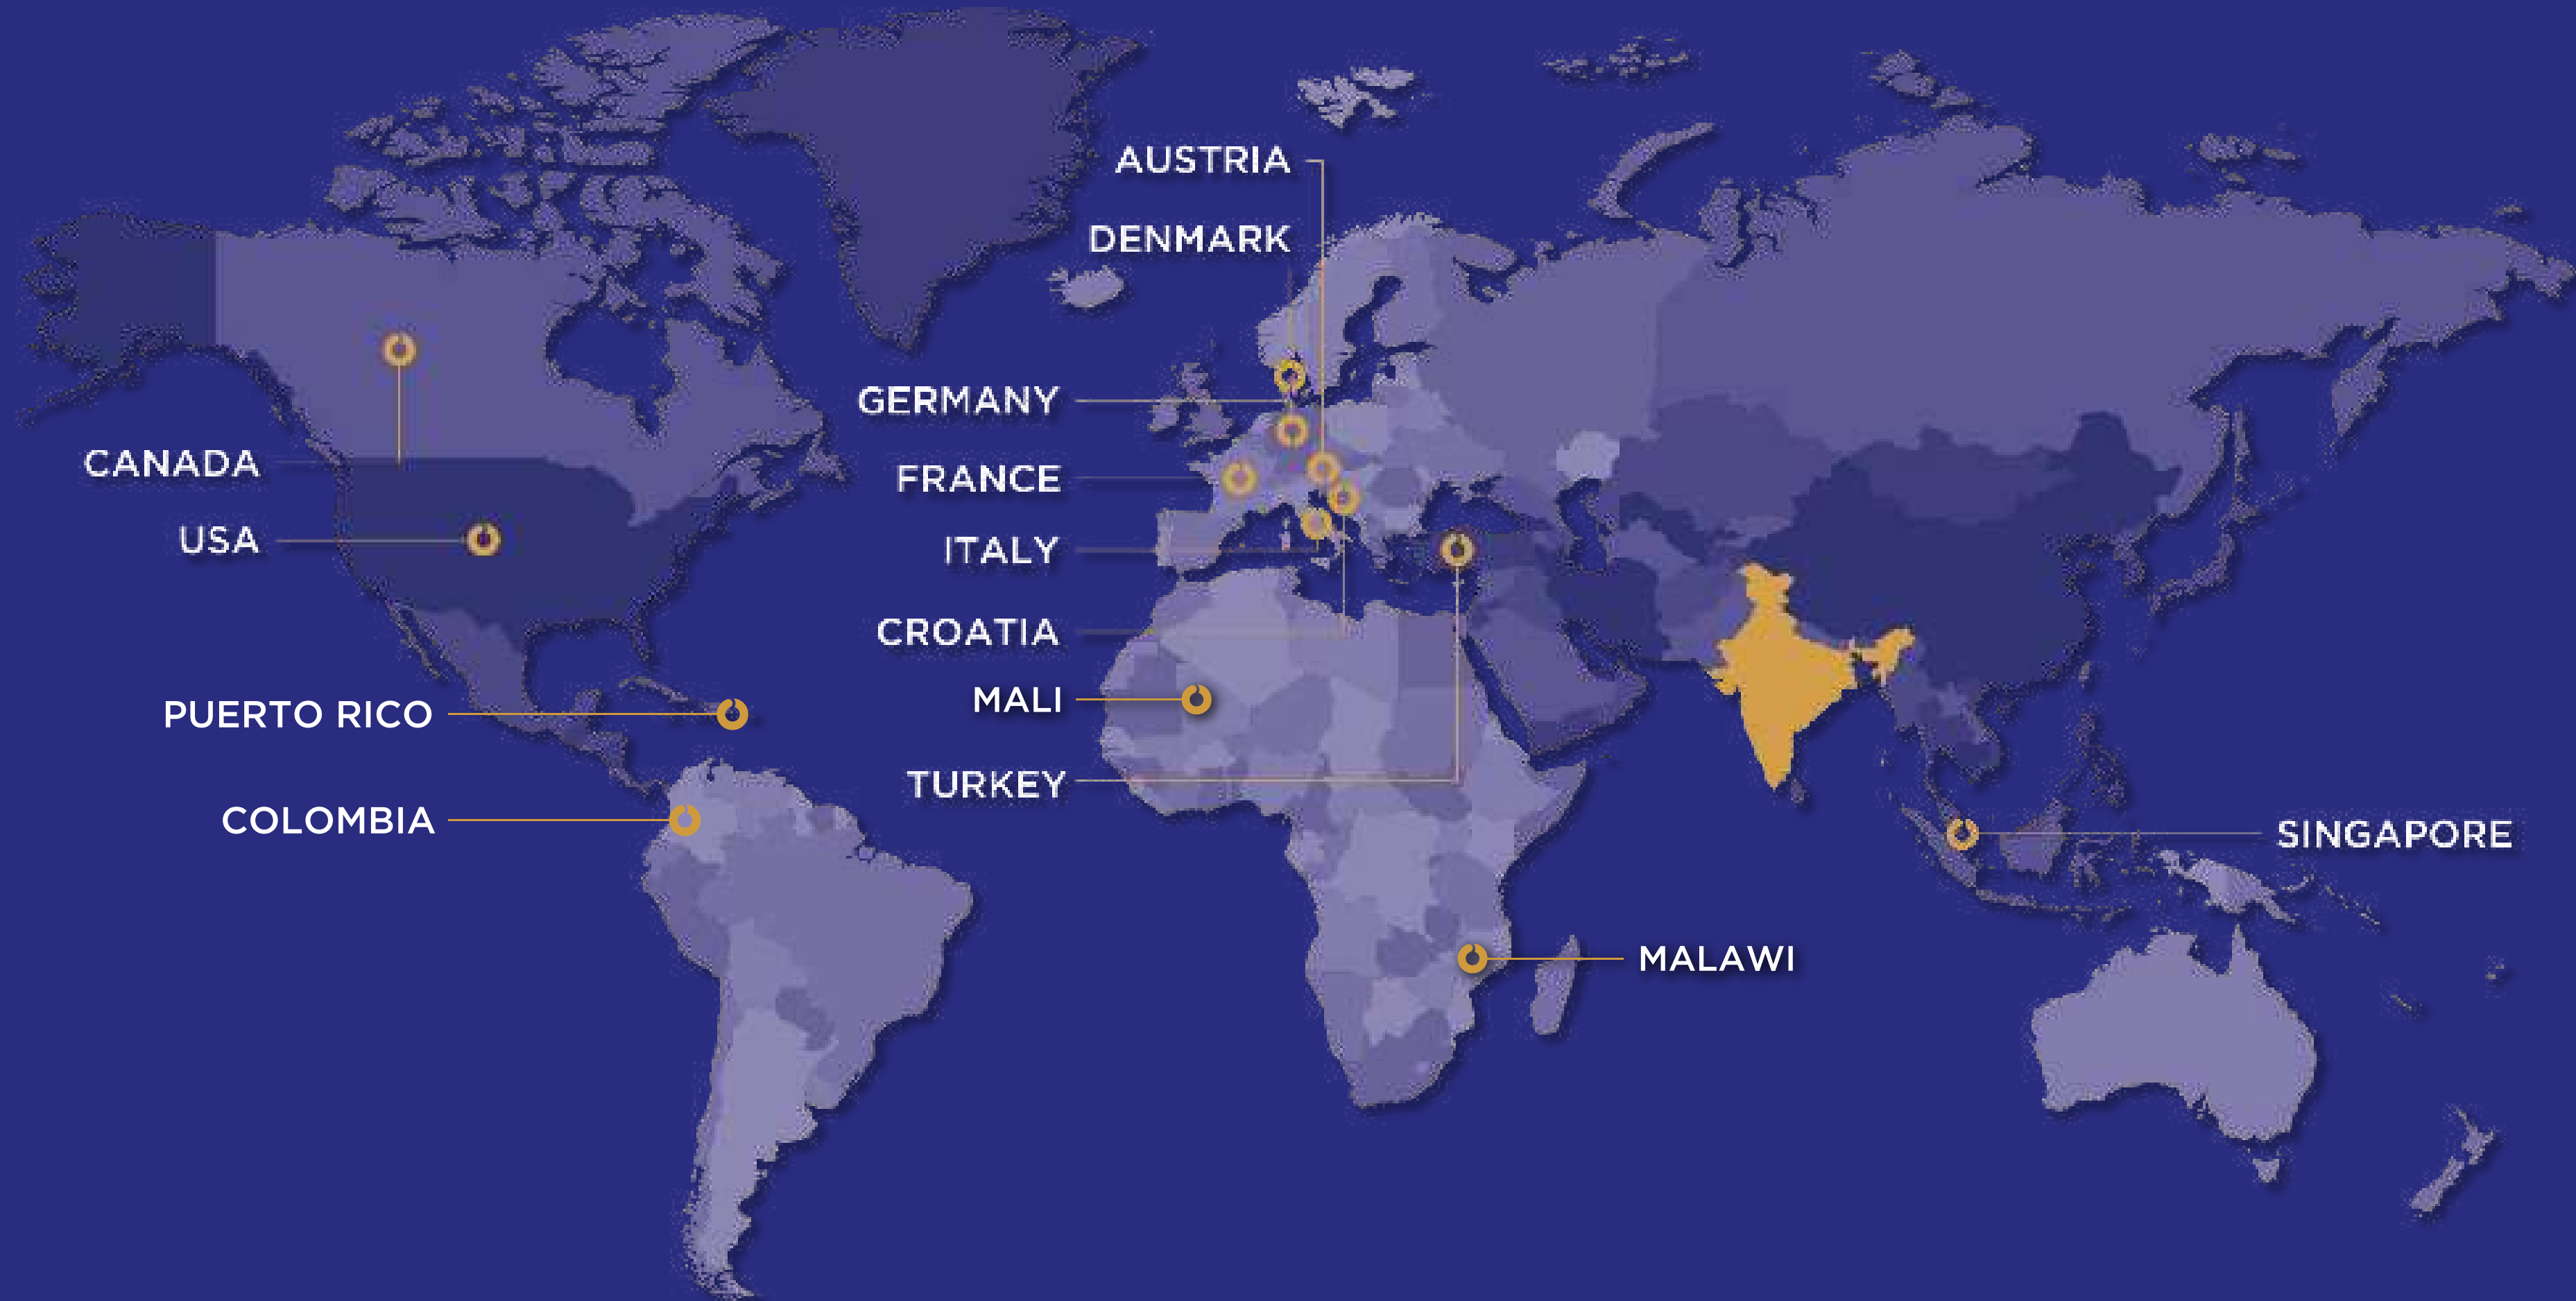 AUSTRIA
DENMARK
GERMANY
CANADA
FRANCE
USA
ITALY
CROATIA
PUERTO RICO
MALI
TURKEY
COLOMBIA
SINGAPORE
MALAWI